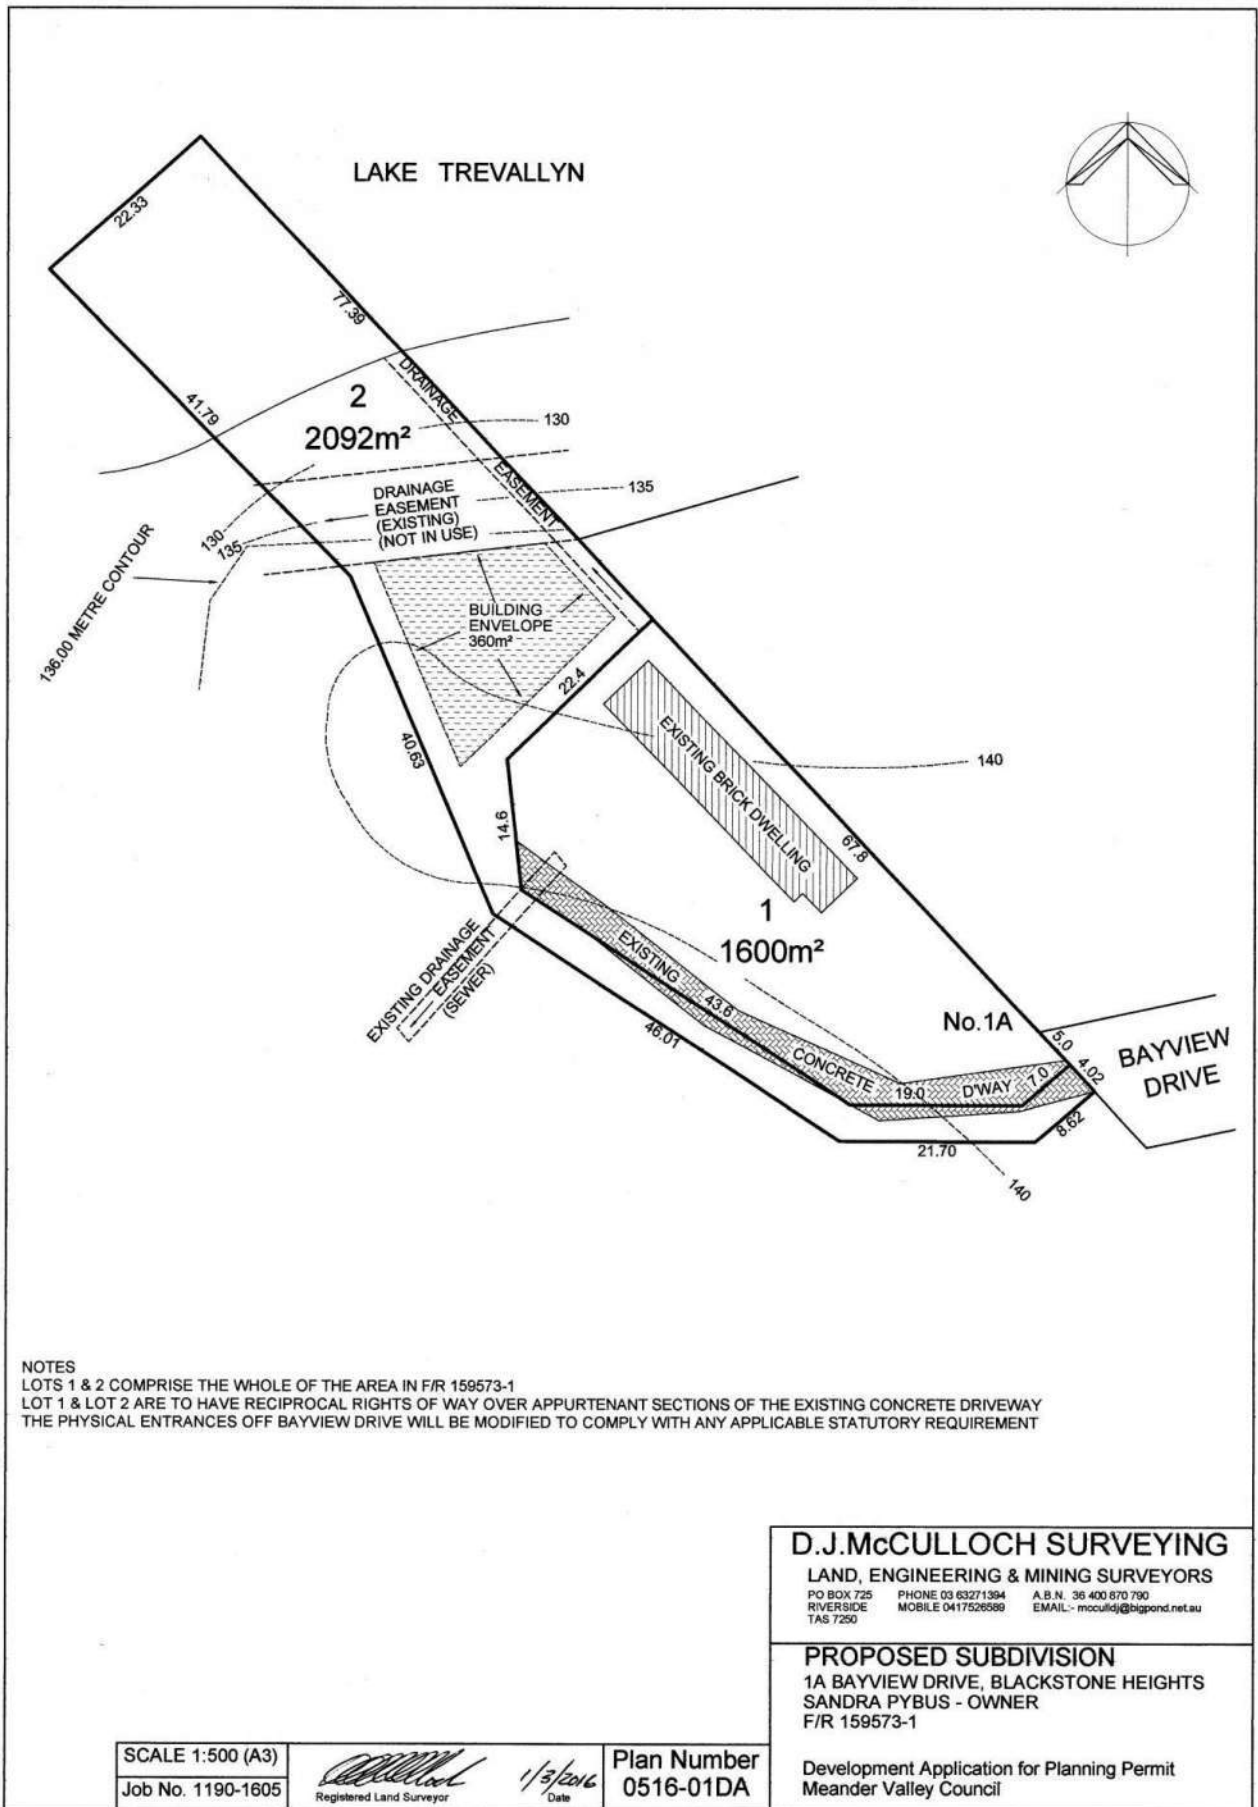 LAKE TREVALLYN
22.33
77.39
41.79
2
2092m²
DRAINAGE
EASEMENT
130
135
DRAINAGE
EASEMENT
(EXISTING)
(NOT IN USE)
130
135
136.00 METRE CONTOUR
BUILDING
ENVELOPE
360m²
22.4
40.63
EXISTING BRICK DWELLING
140
67.8
14.6
1
1600m²
EXISTING DRAINAGE
EASEMENT
(SEWER)
EXISTING
43.6
CONCRETE
19.0
D'WAY
7.0
46.01
No.1A
5.0
4.02
BAYVIEW
DRIVE
8.62
21.70
140
NOTES
LOTS 1 & 2 COMPRISE THE WHOLE OF THE AREA IN F/R 159573-1
LOT 1 & LOT 2 ARE TO HAVE RECIPROCAL RIGHTS OF WAY OVER APPURTENANT SECTIONS OF THE EXISTING CONCRETE DRIVEWAY
THE PHYSICAL ENTRANCES OFF BAYVIEW DRIVE WILL BE MODIFIED TO COMPLY WITH ANY APPLICABLE STATUTORY REQUIREMENT
D.J.McCULLOCH SURVEYING
LAND, ENGINEERING & MINING SURVEYORS
PO BOX 725 PHONE 03 63271394 A.B.N. 36 400 870 790
RIVERSIDE MOBILE 0417526589 EMAIL:- mcculldj@bigpond.net.au
TAS 7250
PROPOSED SUBDIVISION
1A BAYVIEW DRIVE, BLACKSTONE HEIGHTS
SANDRA PYBUS - OWNER
F/R 159573-1
Development Application for Planning Permit
Meander Valley Council
SCALE 1:500 (A3)
Job No. 1190-1605
Registered Land Surveyor
1/3/2016
Date
Plan Number
0516-01DA